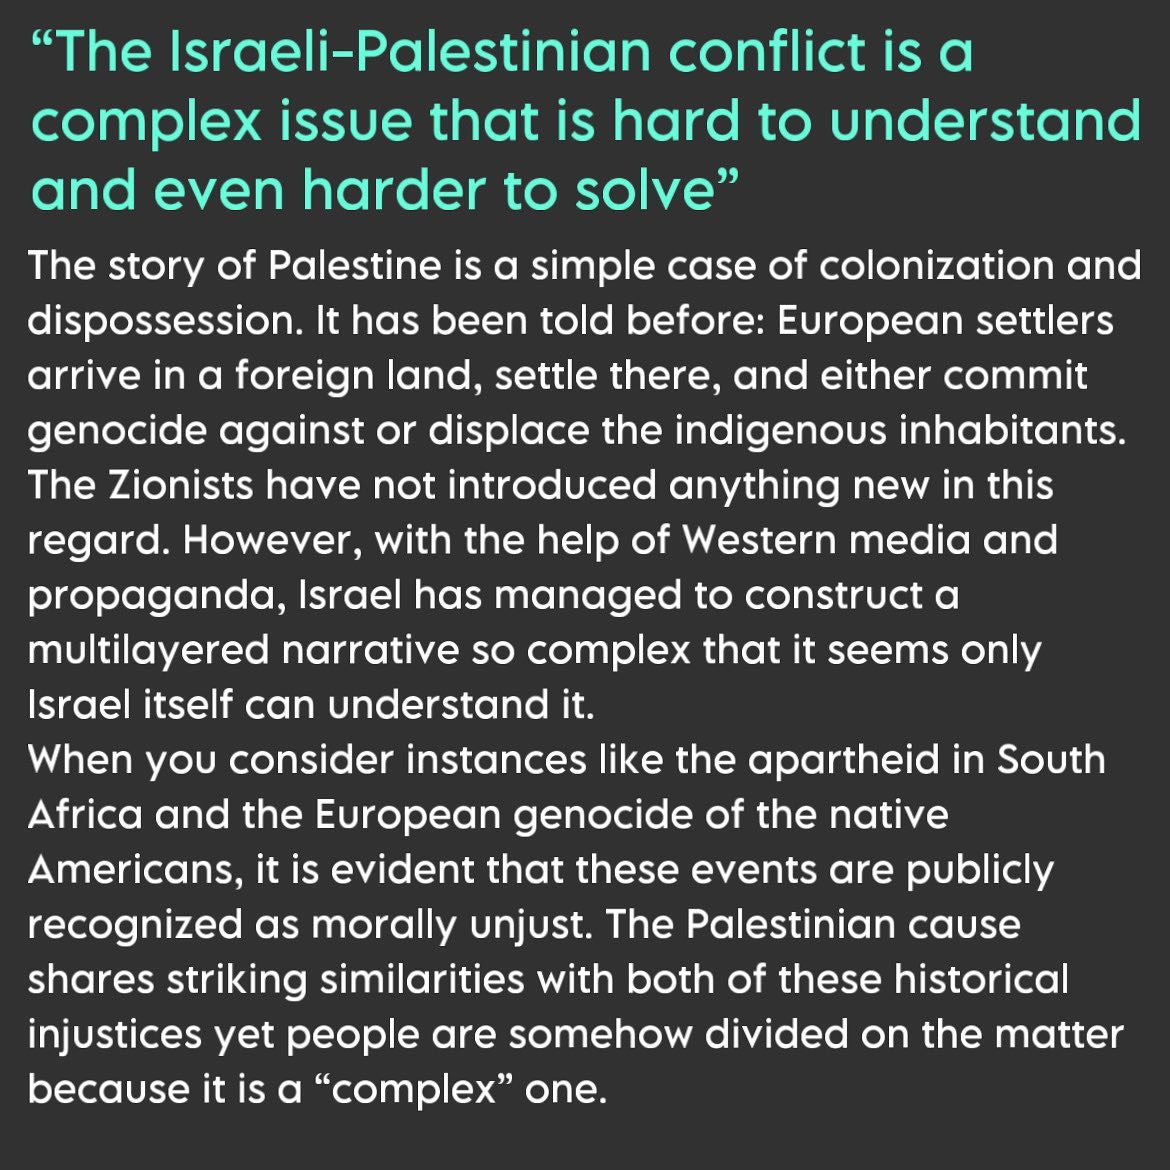 “The Israeli-Palestinian conflict is a
complex issue that is hard to understand
and even harder to solve”
The story of Palestine is a simple case of colonization and
dispossession. It has been told before: European settlers
arrive in a foreign land, settle there, and either commit
genocide against or displace the indigenous inhabitants.
The Zionists have not introduced anything new in this
regard. However, with the help of Western media and
propaganda, Israel has managed to construct a
multilayered narrative so complex that it seems only
Israel itself can understand it.
When you consider instances like the apartheid in South
Africa and the European genocide of the native
Americans, it is evident that these events are publicly
recognized as morally unjust. The Palestinian cause
shares striking similarities with both of these historical
injustices yet people are somehow divided on the matter
because it is a “complex” one.